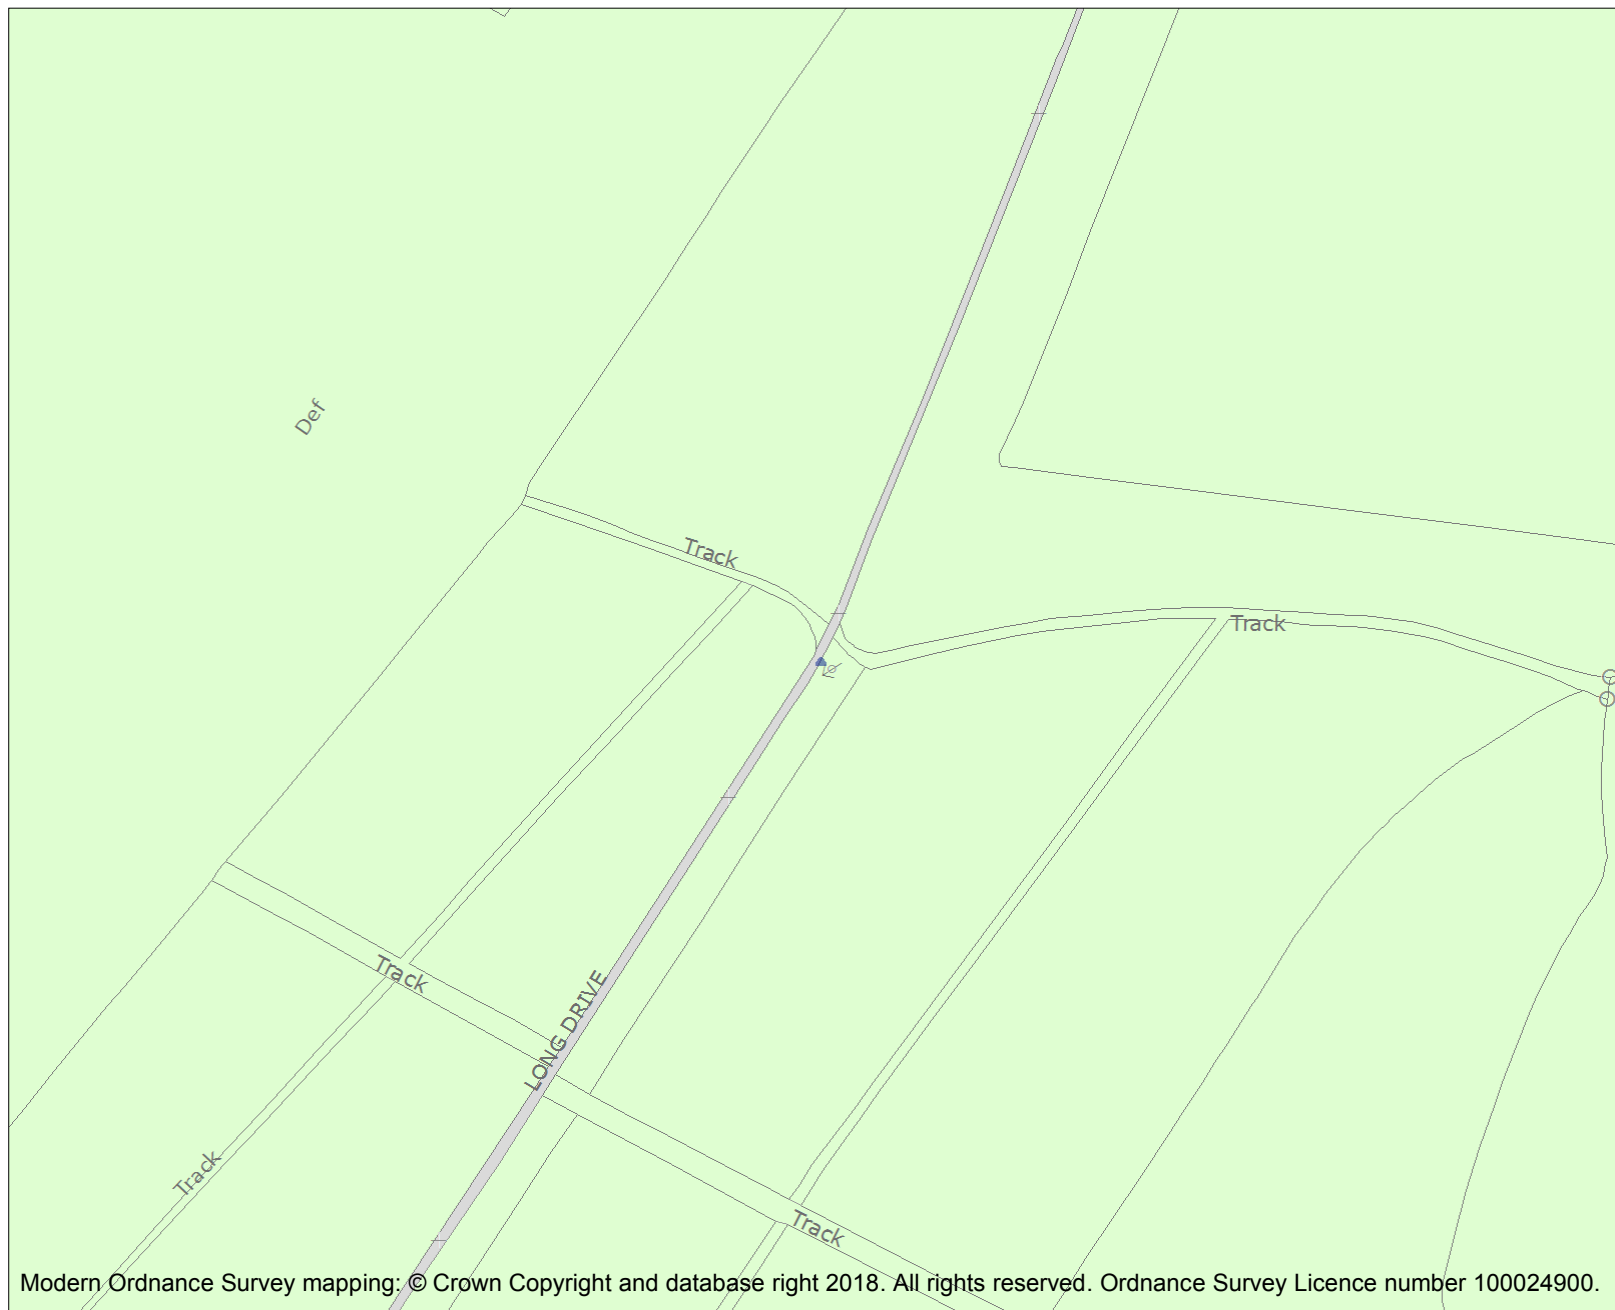 Def
Track
Track
Track
LONG DRIVE
Track
Track
Modern Ordnance Survey mapping: © Crown Copyright and database right 2018. All rights reserved. Ordnance Survey Licence number 100024900.